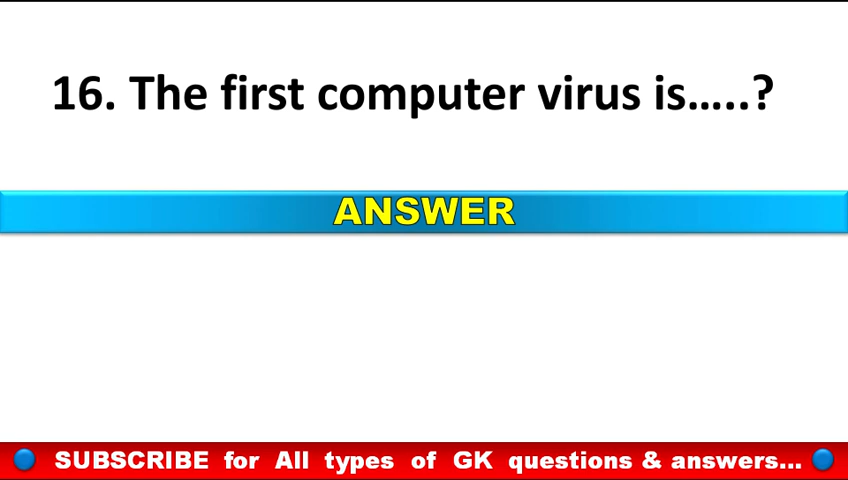 16. The first computer virus is…..?
ANSWER
SUBSCRIBE for All types of GK questions & answers...